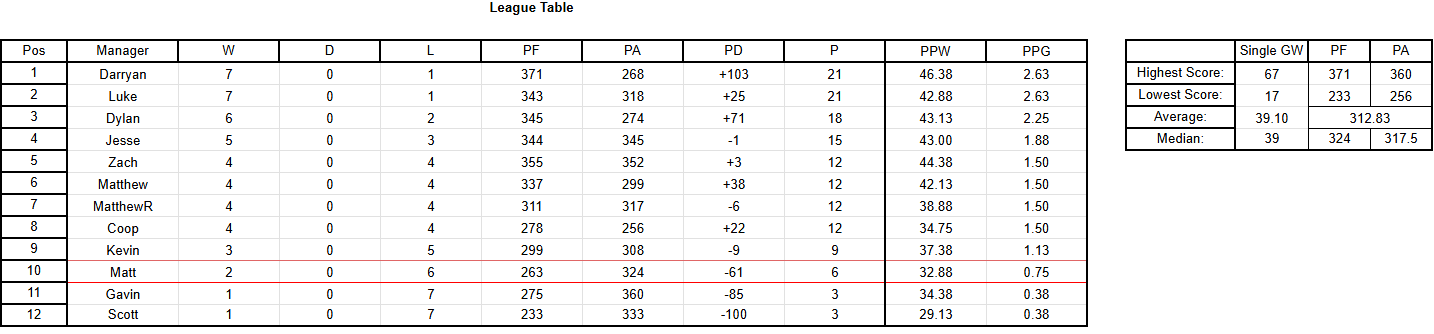 League Table
Pos Manager W D L PF PA PD P PPW PPG
1 Darryan 7 0 1 371 268 +103 21 46.38 2.63
2 Luke 7 0 1 343 318 +25 21 42.88 2.63
3 Dylan 6 0 2 345 274 +71 18 43.13 2.25
4 Jesse 5 0 3 344 345 -1 15 43.00 1.88
5 Zach 4 0 4 355 352 +3 12 44.38 1.50
6 Matthew 4 0 4 337 299 +38 12 42.13 1.50
7 MatthewR 4 0 4 311 317 -6 12 38.88 1.50
8 Coop 4 0 4 278 256 +22 12 34.75 1.50
9 Kevin 3 0 5 299 308 -9 9 37.38 1.13
10 Matt 2 0 6 263 324 -61 6 32.88 0.75
11 Gavin 1 0 7 275 360 -85 3 34.38 0.38
12 Scott 1 0 7 233 333 -100 3 29.13 0.38
Single GW PF PA
Highest Score: 67 371 360
Lowest Score: 17 233 256
Average: 39.10 312.83
Median: 39 324 317.5